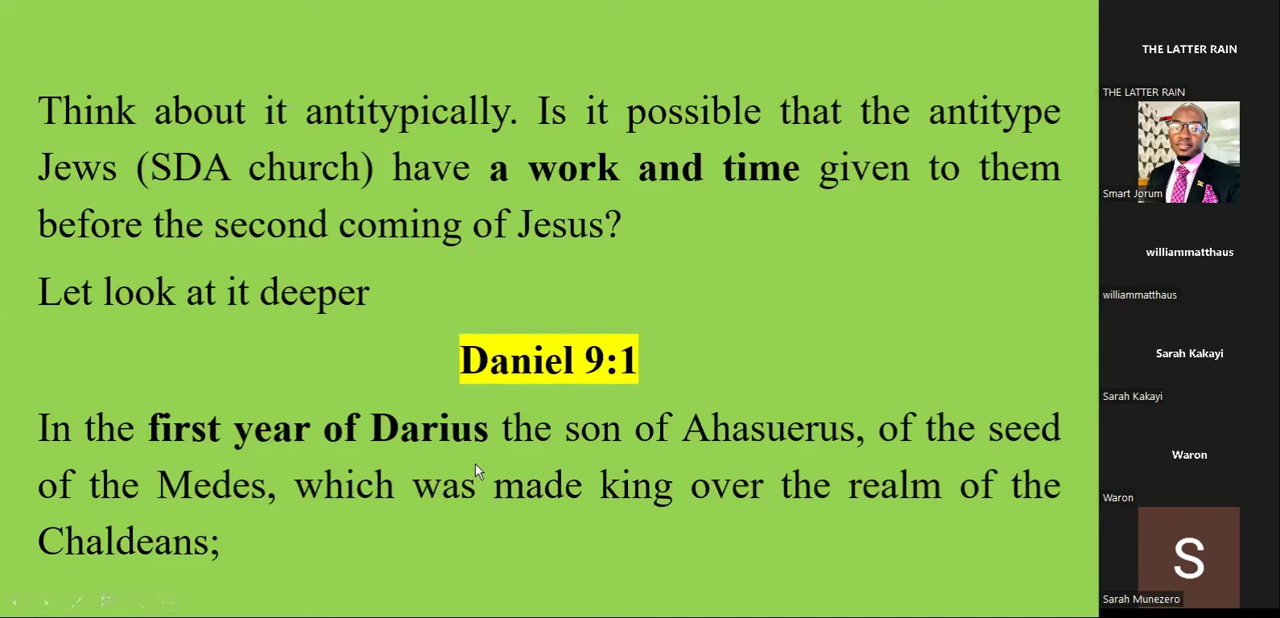 Think about it antitypically. Is it possible that the antitype
Jews (SDA church) have a work and time given to them
before the second coming of Jesus?
Let look at it deeper
Daniel 9:1
In the first year of Darius the son of Ahasuerus, of the seed
of the Medes, which was made king over the realm of the
Chaldeans;
THE LATTER RAIN
THE LATTER RAIN
Smart Jorum
williammatthaus
williammatthaus
Sarah Kakayi
Sarah Kakayi
Waron
Waron
S
Sarah Munezero